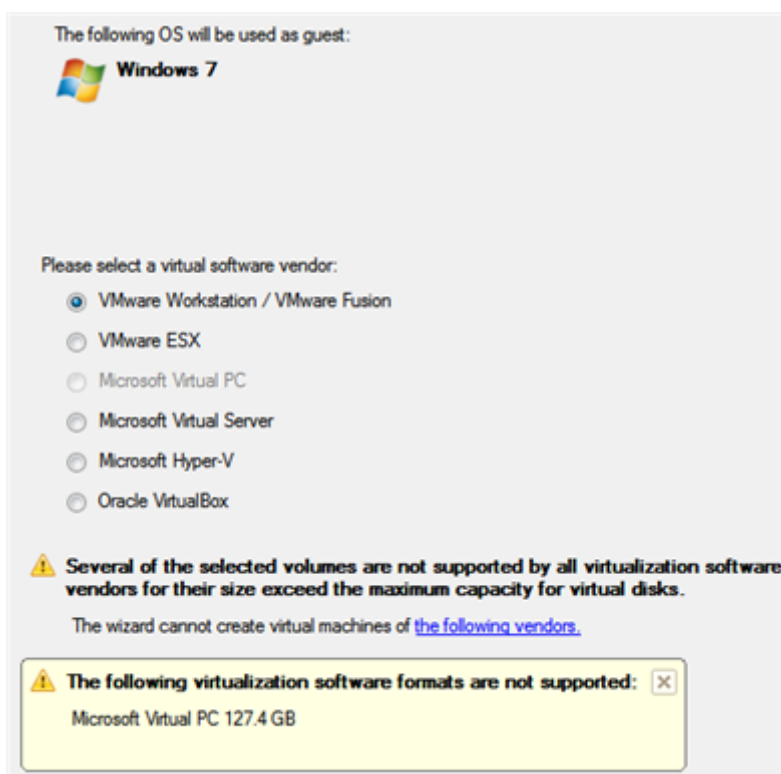 The following OS will be used as guest:
Windows 7
Please select a virtual software vendor:
VMware Workstation / VMware Fusion
VMware ESX
Microsoft Virtual PC
Microsoft Virtual Server
Microsoft Hyper-V
Oracle VirtualBox
Several of the selected volumes are not supported by all virtualization software
vendors for their size exceed the maximum capacity for virtual disks.
The wizard cannot create virtual machines of the following vendors.
The following virtualization software formats are not supported:
Microsoft Virtual PC 127.4 GB